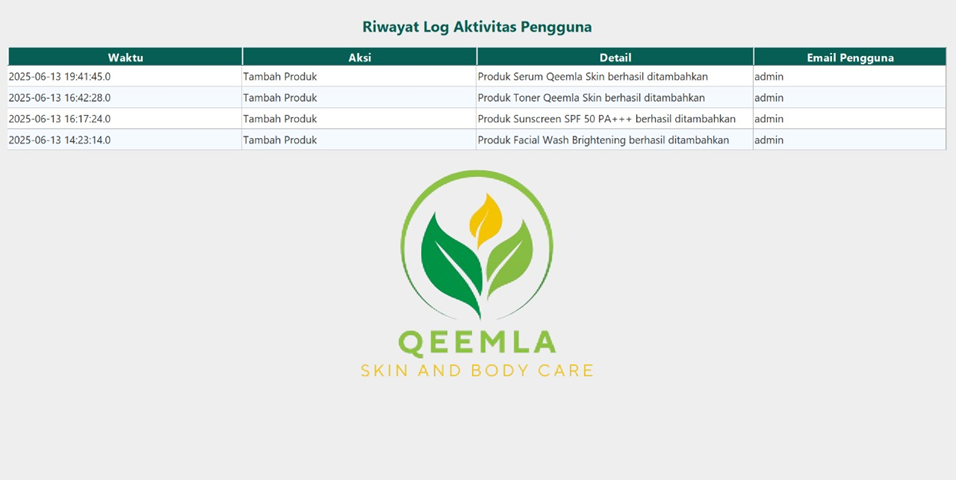 Riwayat Log Aktivitas Pengguna
Waktu Aksi Detail Email Pengguna
2025-06-13 19:41:45.0 Tambah Produk Produk Serum Qeemla Skin berhasil ditambahkan admin
2025-06-13 16:42:28.0 Tambah Produk Produk Toner Qeemla Skin berhasil ditambahkan admin
2025-06-13 16:17:24.0 Tambah Produk Produk Sunscreen SPF 50 PA+++ berhasil ditambahkan admin
2025-06-13 14:23:14.0 Tambah Produk Produk Facial Wash Brightening berhasil ditambahkan admin
QEEMLA
SKIN AND BODY CARE